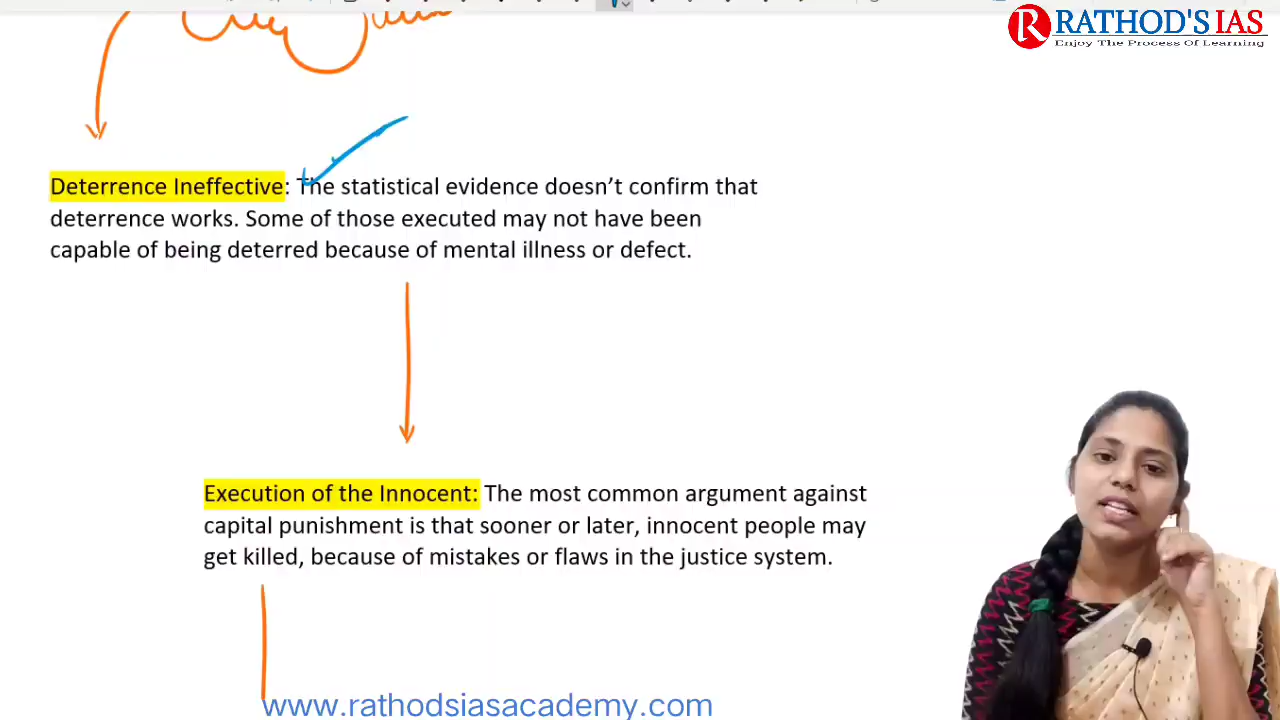 RATHOD'S IAS
Enjoy The Process Of Learning
Deterrence Ineffective: The statistical evidence doesn't confirm that
deterrence works. Some of those executed may not have been
capable of being deterred because of mental illness or defect.
Execution of the Innocent: The most common argument against
capital punishment is that sooner or later, innocent people may
get killed, because of mistakes or flaws in the justice system.
www.rathodsiasacademy.com